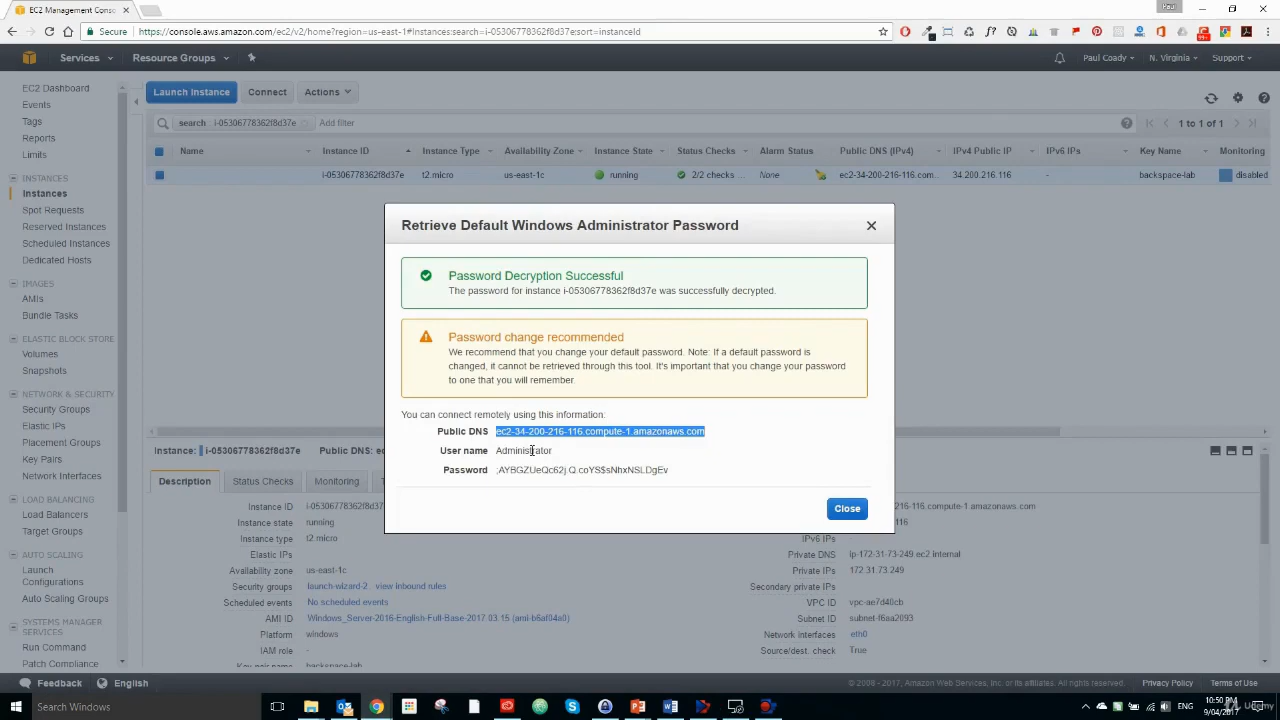 EC2 Management Conso
Paul
Secure
https://console.aws.amazon.com/ec2/v2/home?region=us-east-1#Instances:search=i-05306778362f8d37e;sort=instanceId
Services
Resource Groups
Paul Coady
N. Virginia
Support
EC2 Dashboard
Events
Tags
Reports
Limits
INSTANCES
Instances
Spot Requests
Reserved Instances
Scheduled Instances
Dedicated Hosts
IMAGES
AMIs
Bundle Tasks
ELASTIC BLOCK STORE
Volumes
Snapshots
NETWORK & SECURITY
Security Groups
Elastic IPs
Placement Groups
Key Pairs
Network Interfaces
LOAD BALANCING
Load Balancers
Target Groups
AUTO SCALING
Launch
Configurations
Auto Scaling Groups
SYSTEMS MANAGER
SERVICES
Run Command
Patch Compliance
Launch Instance
Connect
Actions
search : i-05306778362f8d37e
Add filter
1 to 1 of 1
Name
Instance ID
Instance Type
Availability Zone
Instance State
Status Checks
Alarm Status
Public DNS (IPv4)
IPv4 Public IP
IPv6 IPs
Key Name
Monitoring
i-05306778362f8d37e
t2.micro
us-east-1c
running
2/2 checks ...
None
ec2-34-200-216-116.com...
34.200.216.116
-
backspace-lab
disabled
Retrieve Default Windows Administrator Password
Password Decryption Successful
The password for instance i-05306778362f8d37e was successfully decrypted.
Password change recommended
We recommend that you change your default password. Note: If a default password is
changed, it cannot be retrieved through this tool. It's important that you change your password
to one that you will remember.
You can connect remotely using this information:
Public DNS ec2-34-200-216-116.compute-1.amazonaws.com
User name Administrator
Password ;AYBGZUeQc62j.Q.coYS$sNhxNSLDgEv
Close
Instance: i-05306778362f8d37e
Public DNS: ec
Description
Status Checks
Monitoring
Instance ID i-05306778362f8d37
Instance state running
Instance type t2.micro
Elastic IPs
Availability zone us-east-1c
Security groups launch-wizard-2. view inbound rules
Scheduled events No scheduled events
AMI ID Windows_Server-2016-English-Full-Base-2017.03.15 (ami-b6af04a0)
Platform windows
IAM role -
Key pair name backspace-lab
-216-116.compute-1.amazonaws.com
116
IPv6 IPs -
Private DNS ip-172-31-73-249.ec2.internal
Private IPs 172.31.73.249
Secondary private IPs
VPC ID vpc-ae7d40cb
Subnet ID subnet-f6aa2093
Network interfaces eth0
Source/dest. check True
Feedback
English
© 2008 - 2017, Amazon Web Services, Inc. or its affiliates. All rights reserved.
Privacy Policy
Terms of Use
Search Windows
10:50 PM
9/04/2017
Udemy